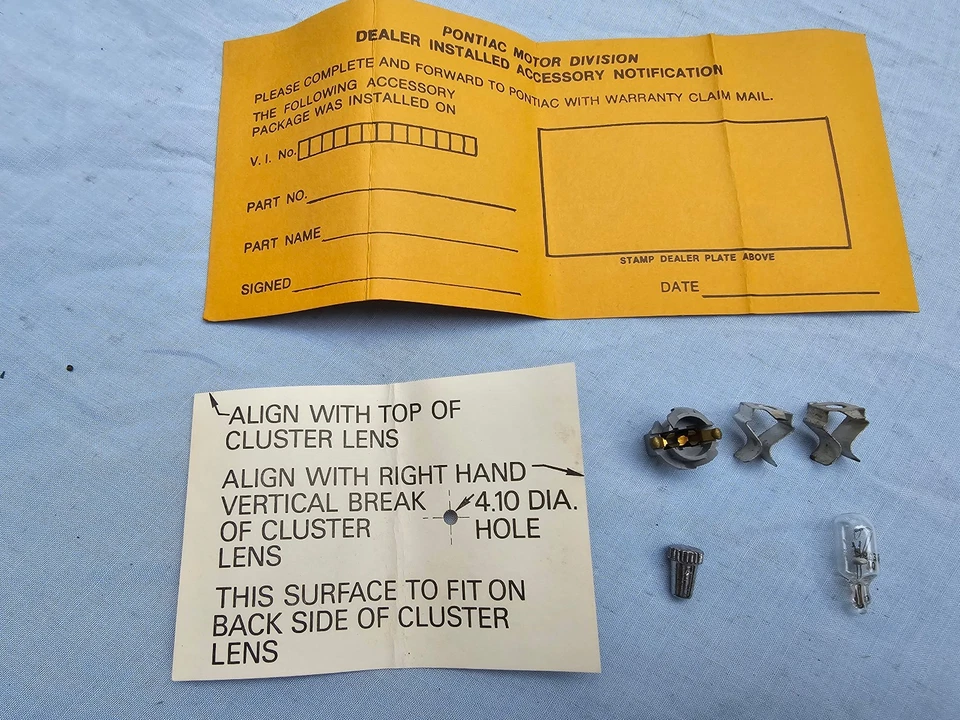 PONTIAC MOTOR DIVISION
DEALER INSTALLED ACCESSORY NOTIFICATION
PLEASE COMPLETE AND FORWARD TO PONTIAC WITH WARRANTY CLAIM MAIL.
THE FOLLOWING ACCESSORY
PACKAGE WAS INSTALLED ON
V. I. No.
PART NO.
PART NAME
SIGNED
STAMP DEALER PLATE ABOVE
DATE
ALIGN WITH TOP OF
CLUSTER LENS
ALIGN WITH RIGHT HAND
VERTICAL BREAK
OF CLUSTER
LENS
4.10 DIA.
HOLE
THIS SURFACE TO FIT ON
BACK SIDE OF CLUSTER
LENS